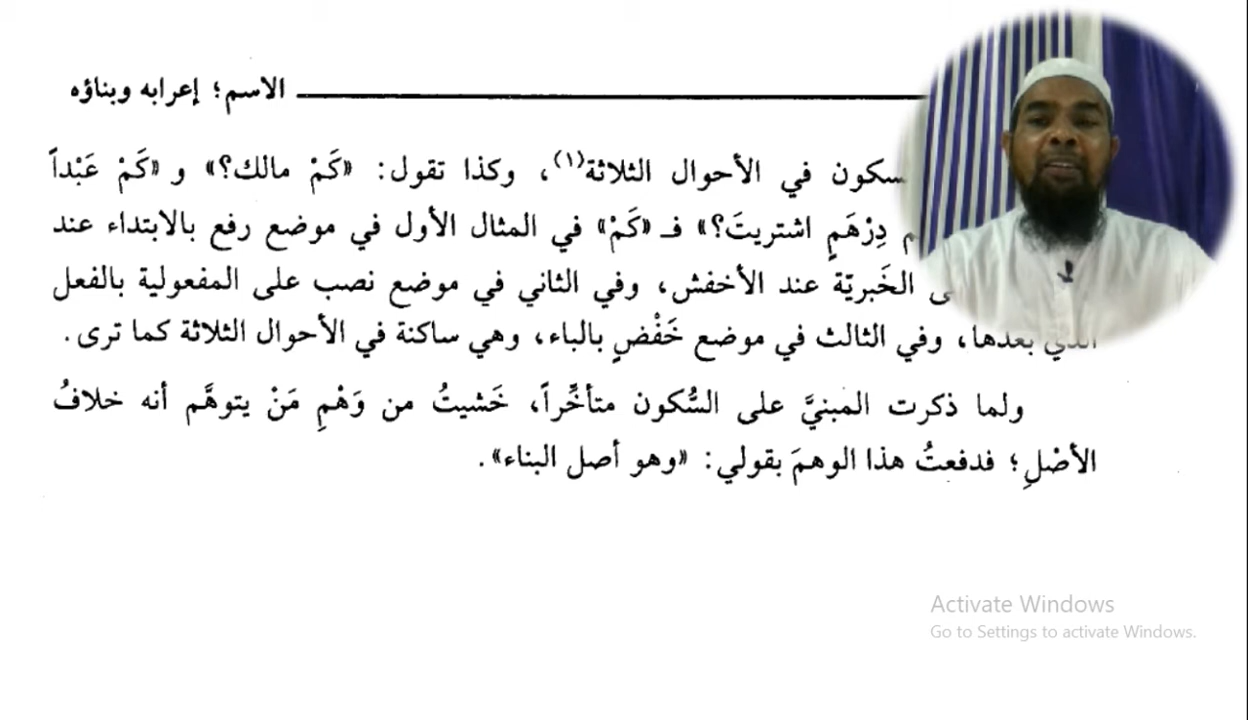 الاسم؛ إعرابه وبناؤه
سكون في الأحوال الثلاثة(١)، وكذا تقول: «كَمْ مالك؟» و «كَمْ عَبْداً
دِرْهَمٍ اشتريتَ؟» فـ «كَمْ» في المثال الأول في موضع رفع بالابتداء عند
الخَبريّة عند الأخفش، وفي الثاني في موضع نصب على المفعولية بالفعل
بعدها، وفي الثالث في موضع خَفْضٍ بالباء، وهي ساكنة في الأحوال الثلاثة كما ترى.
ولما ذكرت المبنيَّ على السُّكون متأخِّراً، خَشيتُ من وَهْمِ مَنْ يتوهَّم أنه خلافُ
الأصْلِ؛ فدفعتُ هذا الوهمَ بقولي: «وهو أصل البناء».
Activate Windows
Go to Settings to activate Windows.